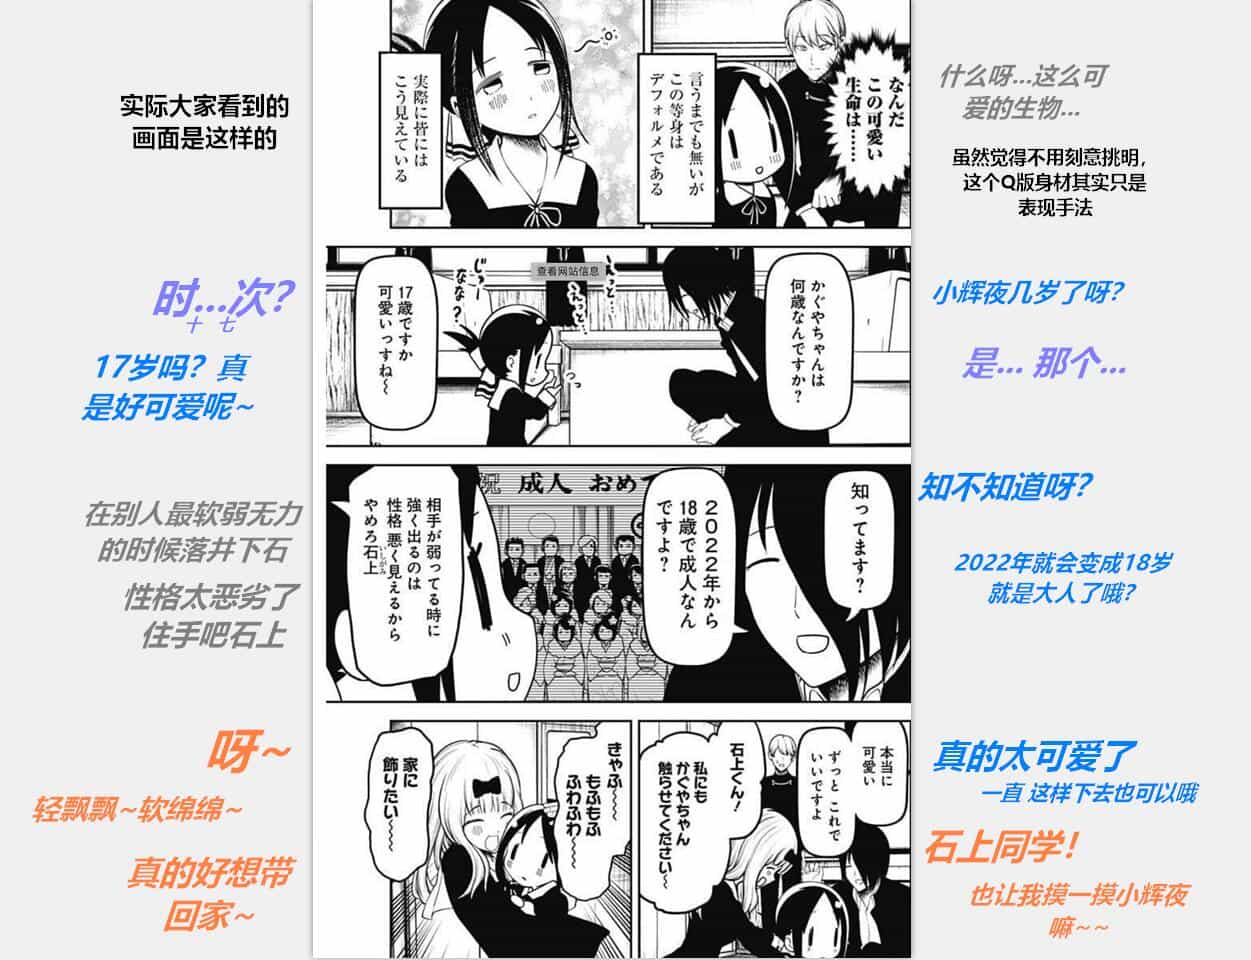 什么呀...这么可
爱的生物...
虽然觉得不用刻意挑明，
这个Q版身材其实只是
表现手法
实际大家看到的
画面是这样的
なんだ
この可愛い
生命は……
言うまでも無いが
この等身は
デフォルメである
実際に皆には
こう見えている
小辉夜几岁了呀？
是... 那个...
时...次？
十 七
17岁吗？真
是好可爱呢~
かぐやちゃんは
何歳なんですか？
えっと…
えっと…
じゅー
なな？
17歳ですか
可愛いっすね〜
查看网站信息
知不知道呀？
2022年就会变成18岁
就是大人了哦？
在别人最软弱无力
的时候落井下石
性格太恶劣了
住手吧石上
知ってます？
2022年から
18歳で成人なん
ですよ？
祝 成人 おめで
相手が弱ってる時に
強く出るのは
性格悪く見えるから
やめろ石上
いしがみ
真的太可爱了
一直 这样下去也可以哦
石上同学！
也让我摸一摸小辉夜
嘛~~
呀~
轻飘飘~软绵绵~
真的好想带
回家~
本当に
可愛い
ずっと これで
いいですよ
石上くん！
私にも
かぐやちゃん
触らせてください〜
きゃふ〜
もふもふ
ふわふわ〜
家に
飾りたい〜